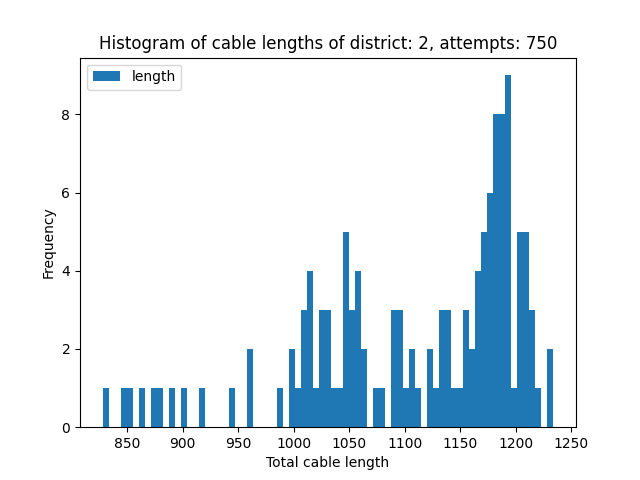 Histogram of cable lengths of district: 2, attempts: 750
length
Frequency
8
6
4
2
0
850 900 950 1000 1050 1100 1150 1200 1250
Total cable length